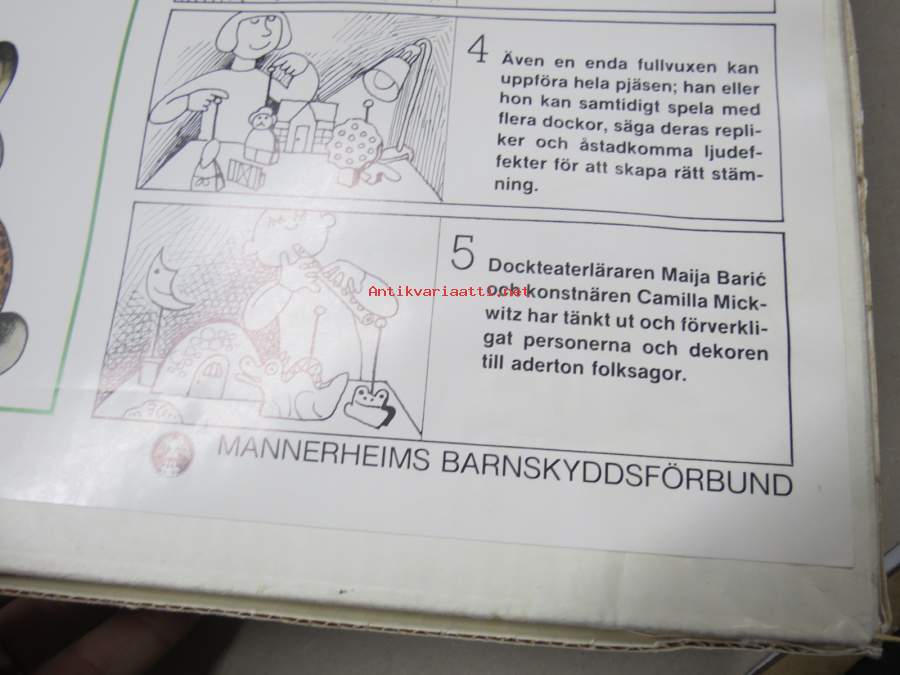 4
Även en enda fullvuxen kan
uppföra hela pjäsen; han eller
hon kan samtidigt spela med
flera dockor, säga deras repli-
ker och åstadkomma ljudef-
fekter för att skapa rätt stäm-
ning.
5
Dockteaterläraren Maija Barić
och konstnären Camilla Mick-
witz har tänkt ut och förverkli-
gat personerna och dekoren
till aderton folksagor.
Antikvariaatti.net
MANNERHEIMS BARNSKYDDSFÖRBUND